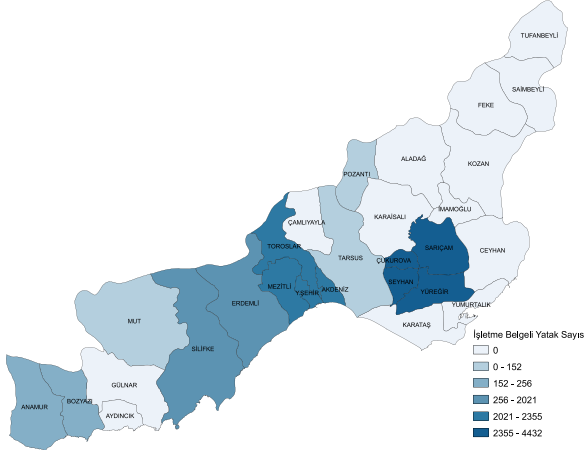 TUFANBEYLİ
SAİMBEYLİ
FEKE
ALADAĞ
KOZAN
POZANTI
İMAMOĞLU
KARAİSALI
ÇAMLIYAYLA
TOROSLAR
SARIÇAM
CEYHAN
TARSUS
ÇUKUROVA
MEZİTLİ
SEYHAN
Y.ŞEHİR
AKDENİZ
YÜREĞİR
ERDEMLİ
YUMURTALIK
MUT
KARATAŞ
SİLİFKE
GÜLNAR
BOZYAZI
ANAMUR
AYDINCIK
İşletme Belgeli Yatak Sayıs
0
0 - 152
152 - 256
256 - 2021
2021 - 2355
2355 - 4432